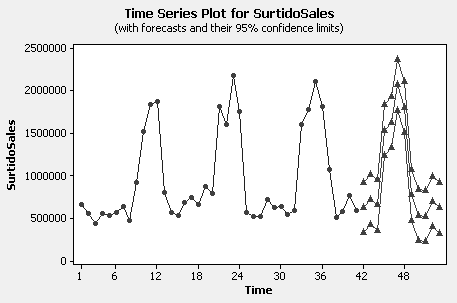 Time Series Plot for SurtidoSales
(with forecasts and their 95% confidence limits)
2500000
2000000
1500000
1000000
500000
0
SurtidoSales
1 6 12 18 24 30 36 42 48
Time